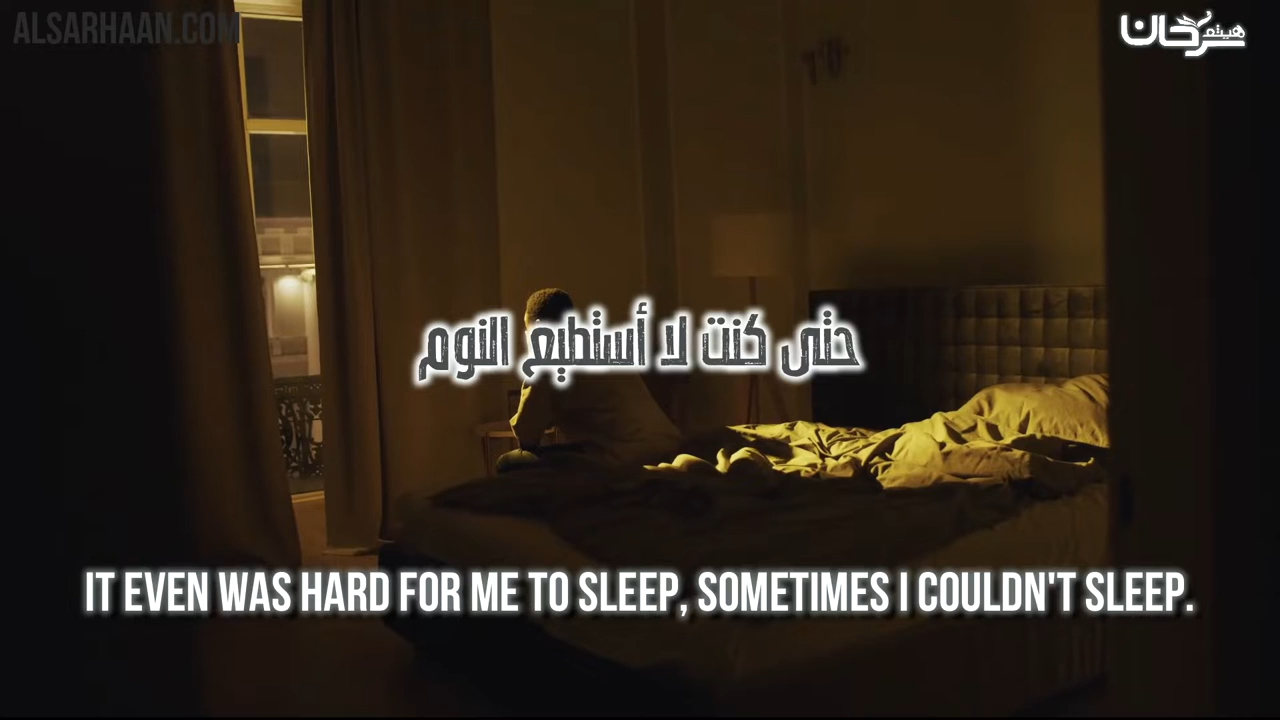 ALSARHAAN.COM
هيثم سرحان
حتى كنت لا أستطيع النوم
IT EVEN WAS HARD FOR ME TO SLEEP, SOMETIMES I COULDN'T SLEEP.